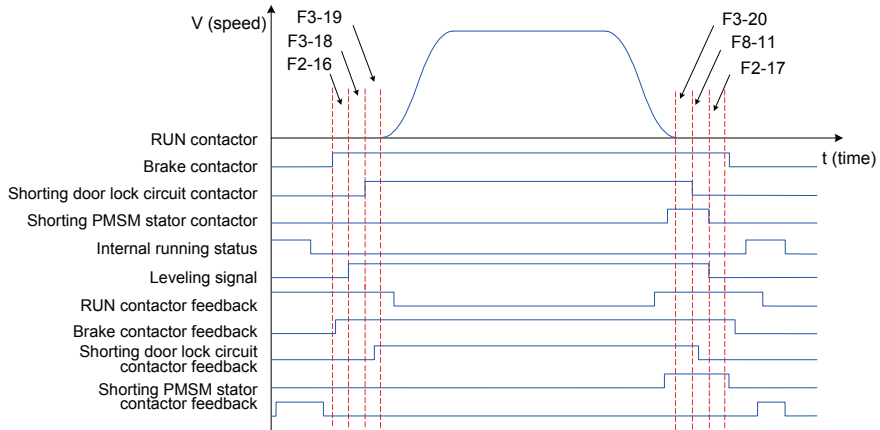 V (speed)
F3-19
F3-18
F2-16
F3-20
F8-11
F2-17
t (time)
RUN contactor
Brake contactor
Shorting door lock circuit contactor
Shorting PMSM stator contactor
Internal running status
Leveling signal
RUN contactor feedback
Brake contactor feedback
Shorting door lock circuit
contactor feedback
Shorting PMSM stator
contactor feedback